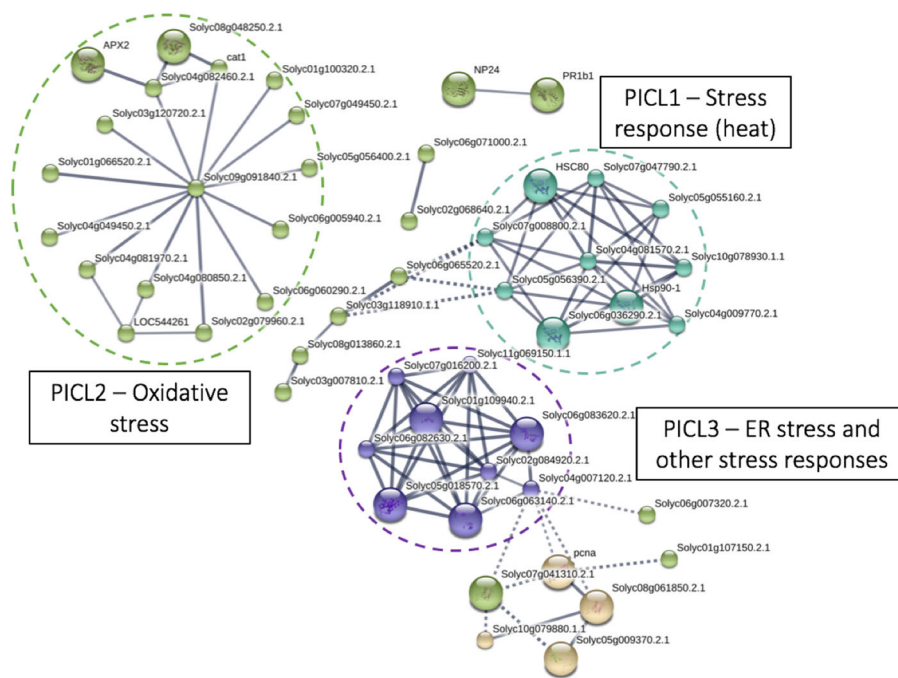 Solyc08g048250.2.1
APX2
cat1
Solyc04g082460.2.1
Solyc01g100320.2.1
Solyc03g120720.2.1
Solyc07g049450.2.1
Solyc01g066520.2.1
Solyc05g056400.2.1
Solyc09g091840.2.1
Solyc04g049450.2.1
Solyc06g005940.2.1
Solyc04g081970.2.1
Solyc04g080850.2.1
Solyc06g060290.2.1
LOC544261
Solyc02g079960.2.1
PICL2 – Oxidative
stress
NP24
PR1b1
Solyc06g071000.2.1
Solyc02g068640.2.1
Solyc06g065520.2.1
Solyc03g118910.1.1
Solyc08g013860.2.1
Solyc03g007810.2.1
PICL1 – Stress
response (heat)
HSC80
Solyc07g047790.2.1
Solyc05g055160.2.1
Solyc07g008800.2.1
Solyc04g081570.2.1
Solyc10g078930.1.1
Solyc05g056390.2.1
Hsp90-1
Solyc06g036290.2.1
Solyc04g009770.2.1
Solyc11g069150.1.1
Solyc07g016200.2.1
Solyc01g109940.2.1
Solyc06g083620.2.1
Solyc06g082630.2.1
Solyc02g084920.2.1
Solyc05g018570.2.1
Solyc04g007120.2.1
Solyc06g063140.2.1
PICL3 – ER stress and
other stress responses
Solyc06g007320.2.1
pcna
Solyc01g107150.2.1
Solyc07g041310.2.1
Solyc08g061850.2.1
Solyc10g079880.1.1
Solyc05g009370.2.1